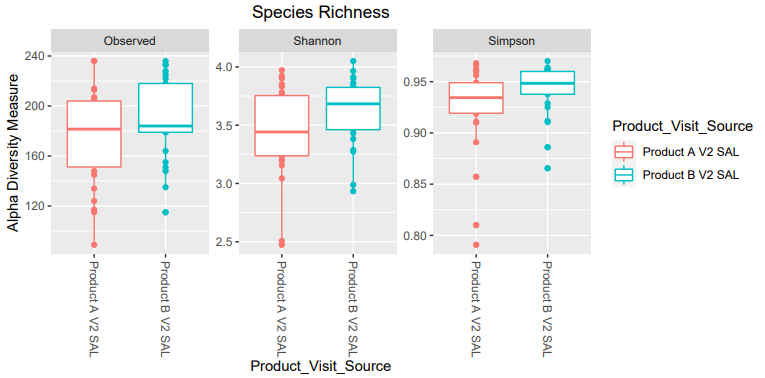 Species Richness
Observed
Shannon
Simpson
Alpha Diversity Measure
240
200
160
120
4.0
3.5
3.0
2.5
0.95
0.90
0.85
0.80
Product A V2 SAL
Product B V2 SAL
Product A V2 SAL
Product B V2 SAL
Product A V2 SAL
Product B V2 SAL
Product_Visit_Source
Product_Visit_Source
Product A V2 SAL
Product B V2 SAL